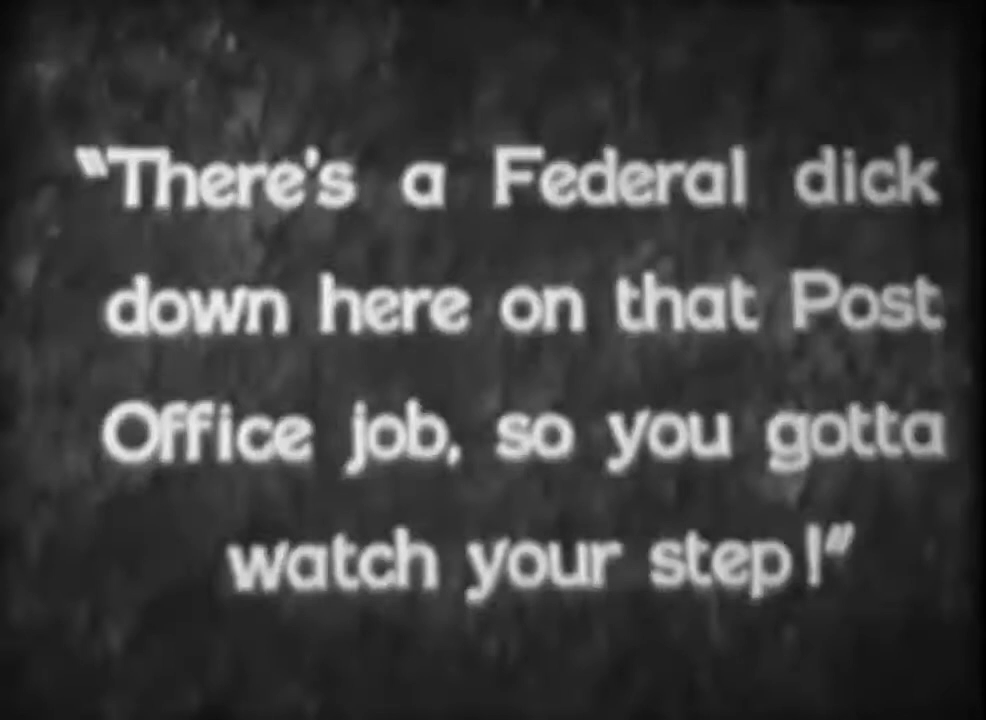 "There's a Federal dick
down here on that Post
Office job, so you gotta
watch your step!"